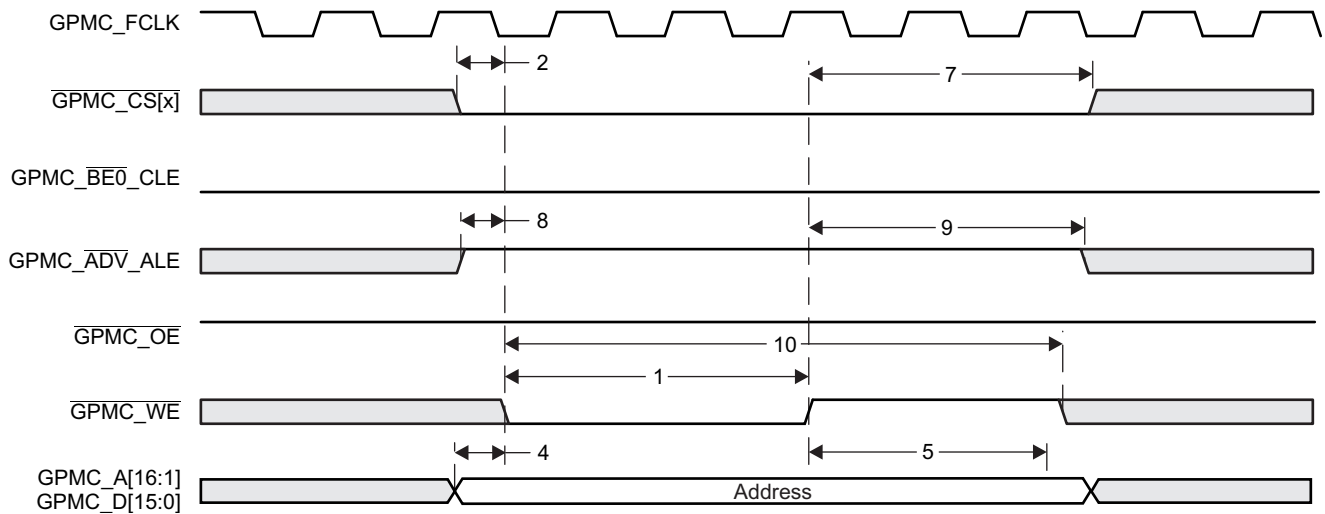 GPMC_FCLK
2
7
GPMC_CS[x]
GPMC_BE0_CLE
8
9
GPMC_ADV_ALE
GPMC_OE
10
1
GPMC_WE
4
5
GPMC_A[16:1]
GPMC_D[15:0]
Address